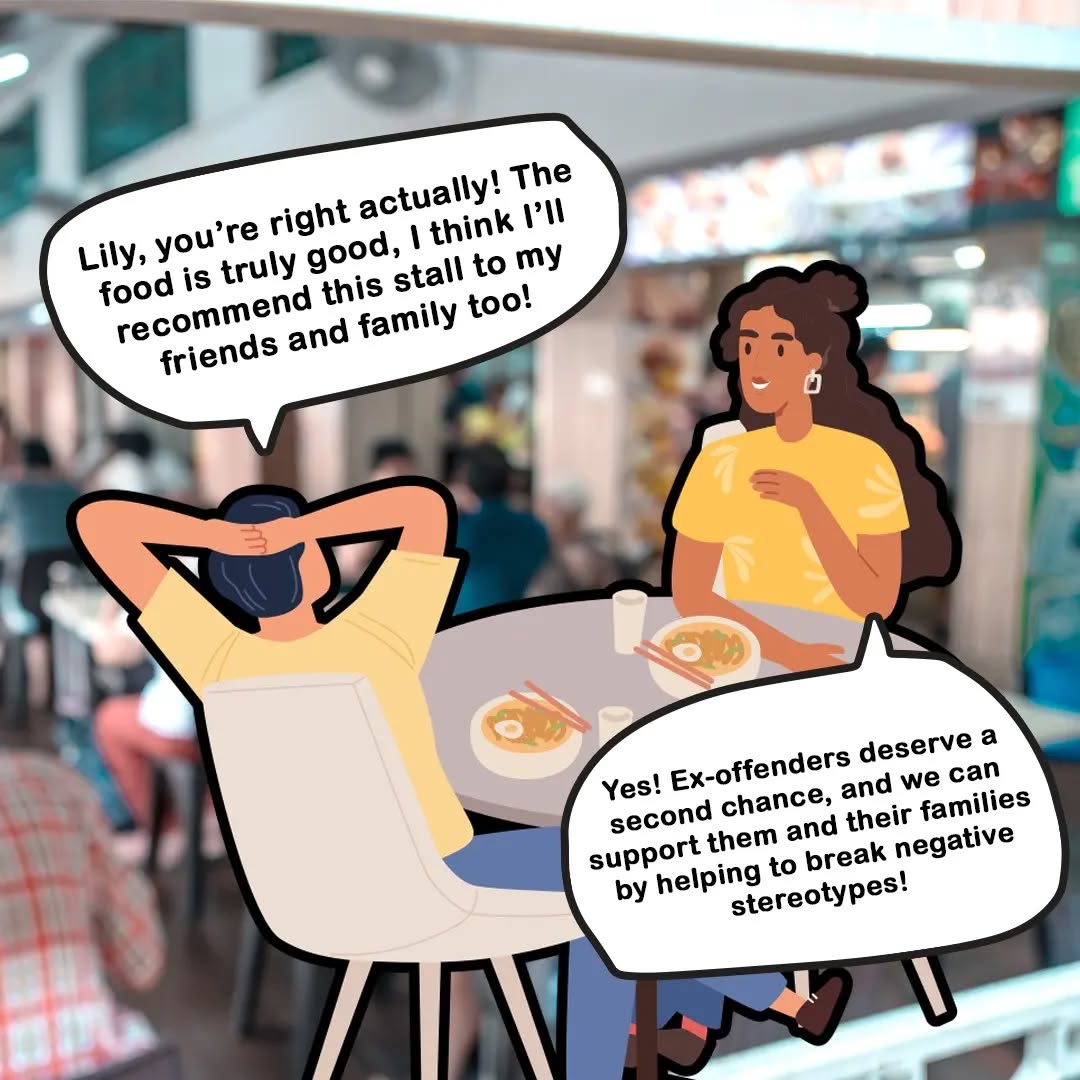 Lily, you’re right actually! The
food is truly good, I think I’ll
recommend this stall to my
friends and family too!
Yes! Ex-offenders deserve a
second chance, and we can
support them and their families
by helping to break negative
stereotypes!